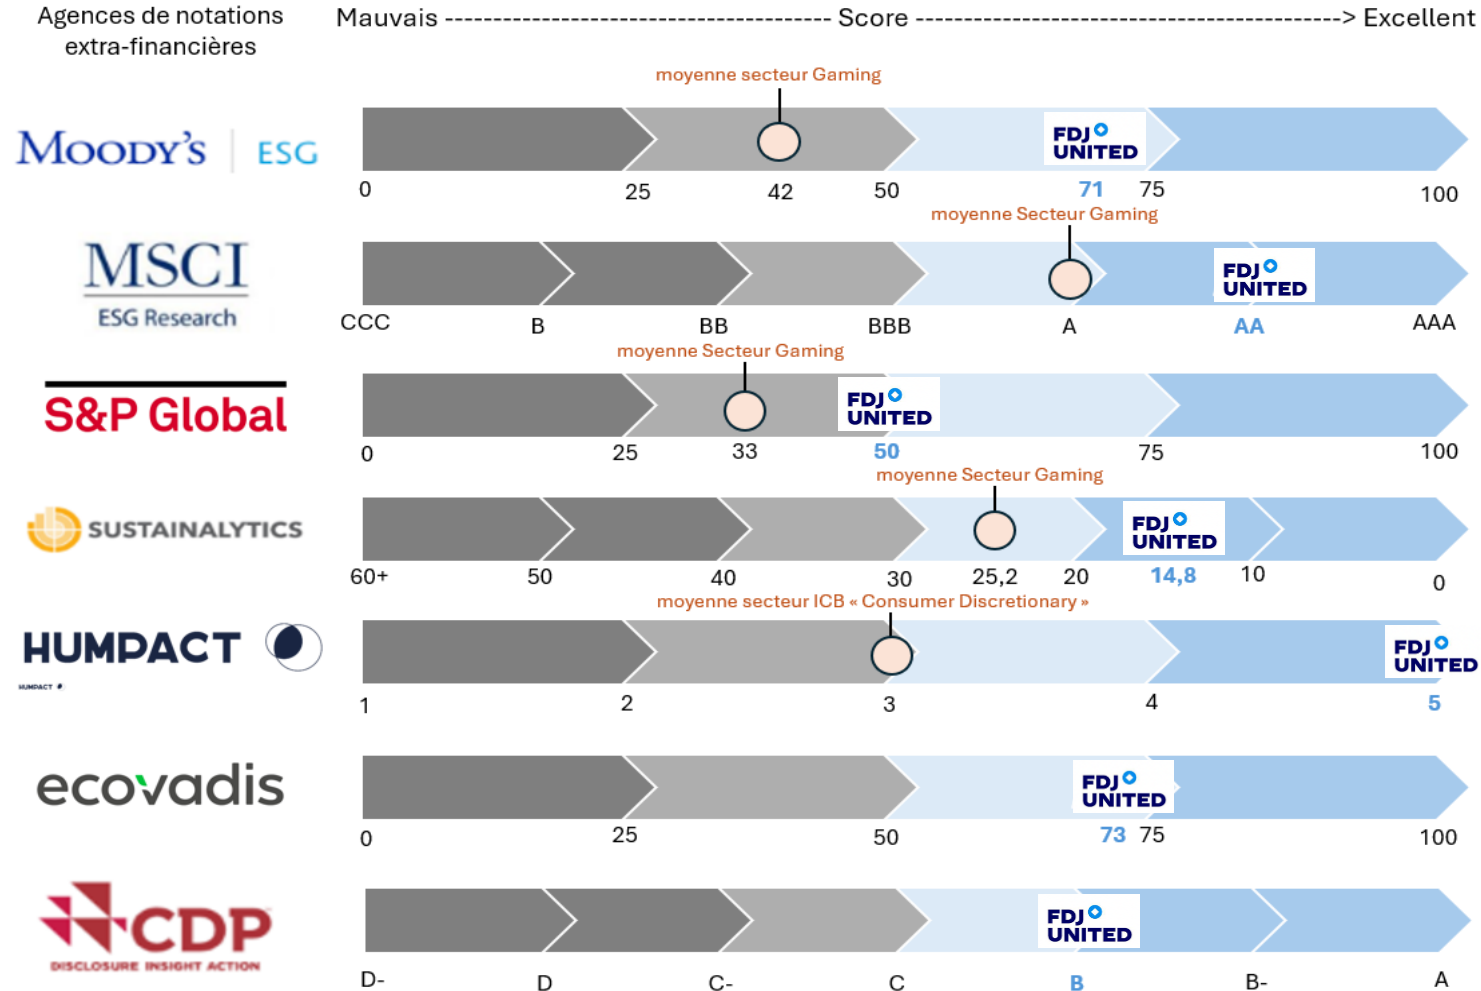 Agences de notations
extra-financières
Mauvais ------------------------------------------------ Score -----------------------------------------------------> Excellent
moyenne secteur Gaming
MOODY'S | ESG
FDJ
UNITED
0 25 42 50 71 75 100
moyenne Secteur Gaming
MSCI
ESG Research
FDJ
UNITED
CCC B BB BBB A AA AAA
moyenne Secteur Gaming
S&P Global
FDJ
UNITED
0 25 33 50 75 100
moyenne Secteur Gaming
SUSTAINALYTICS
FDJ
UNITED
60+ 50 40 30 25,2 20 14,8 10 0
moyenne secteur ICB « Consumer Discretionary »
HUMPACT
HUMPACT
FDJ
UNITED
1 2 3 4 5
ecovadis
FDJ
UNITED
0 25 50 73 75 100
CDP
DISCLOSURE INSIGHT ACTION
FDJ
UNITED
D- D C- C B B- A